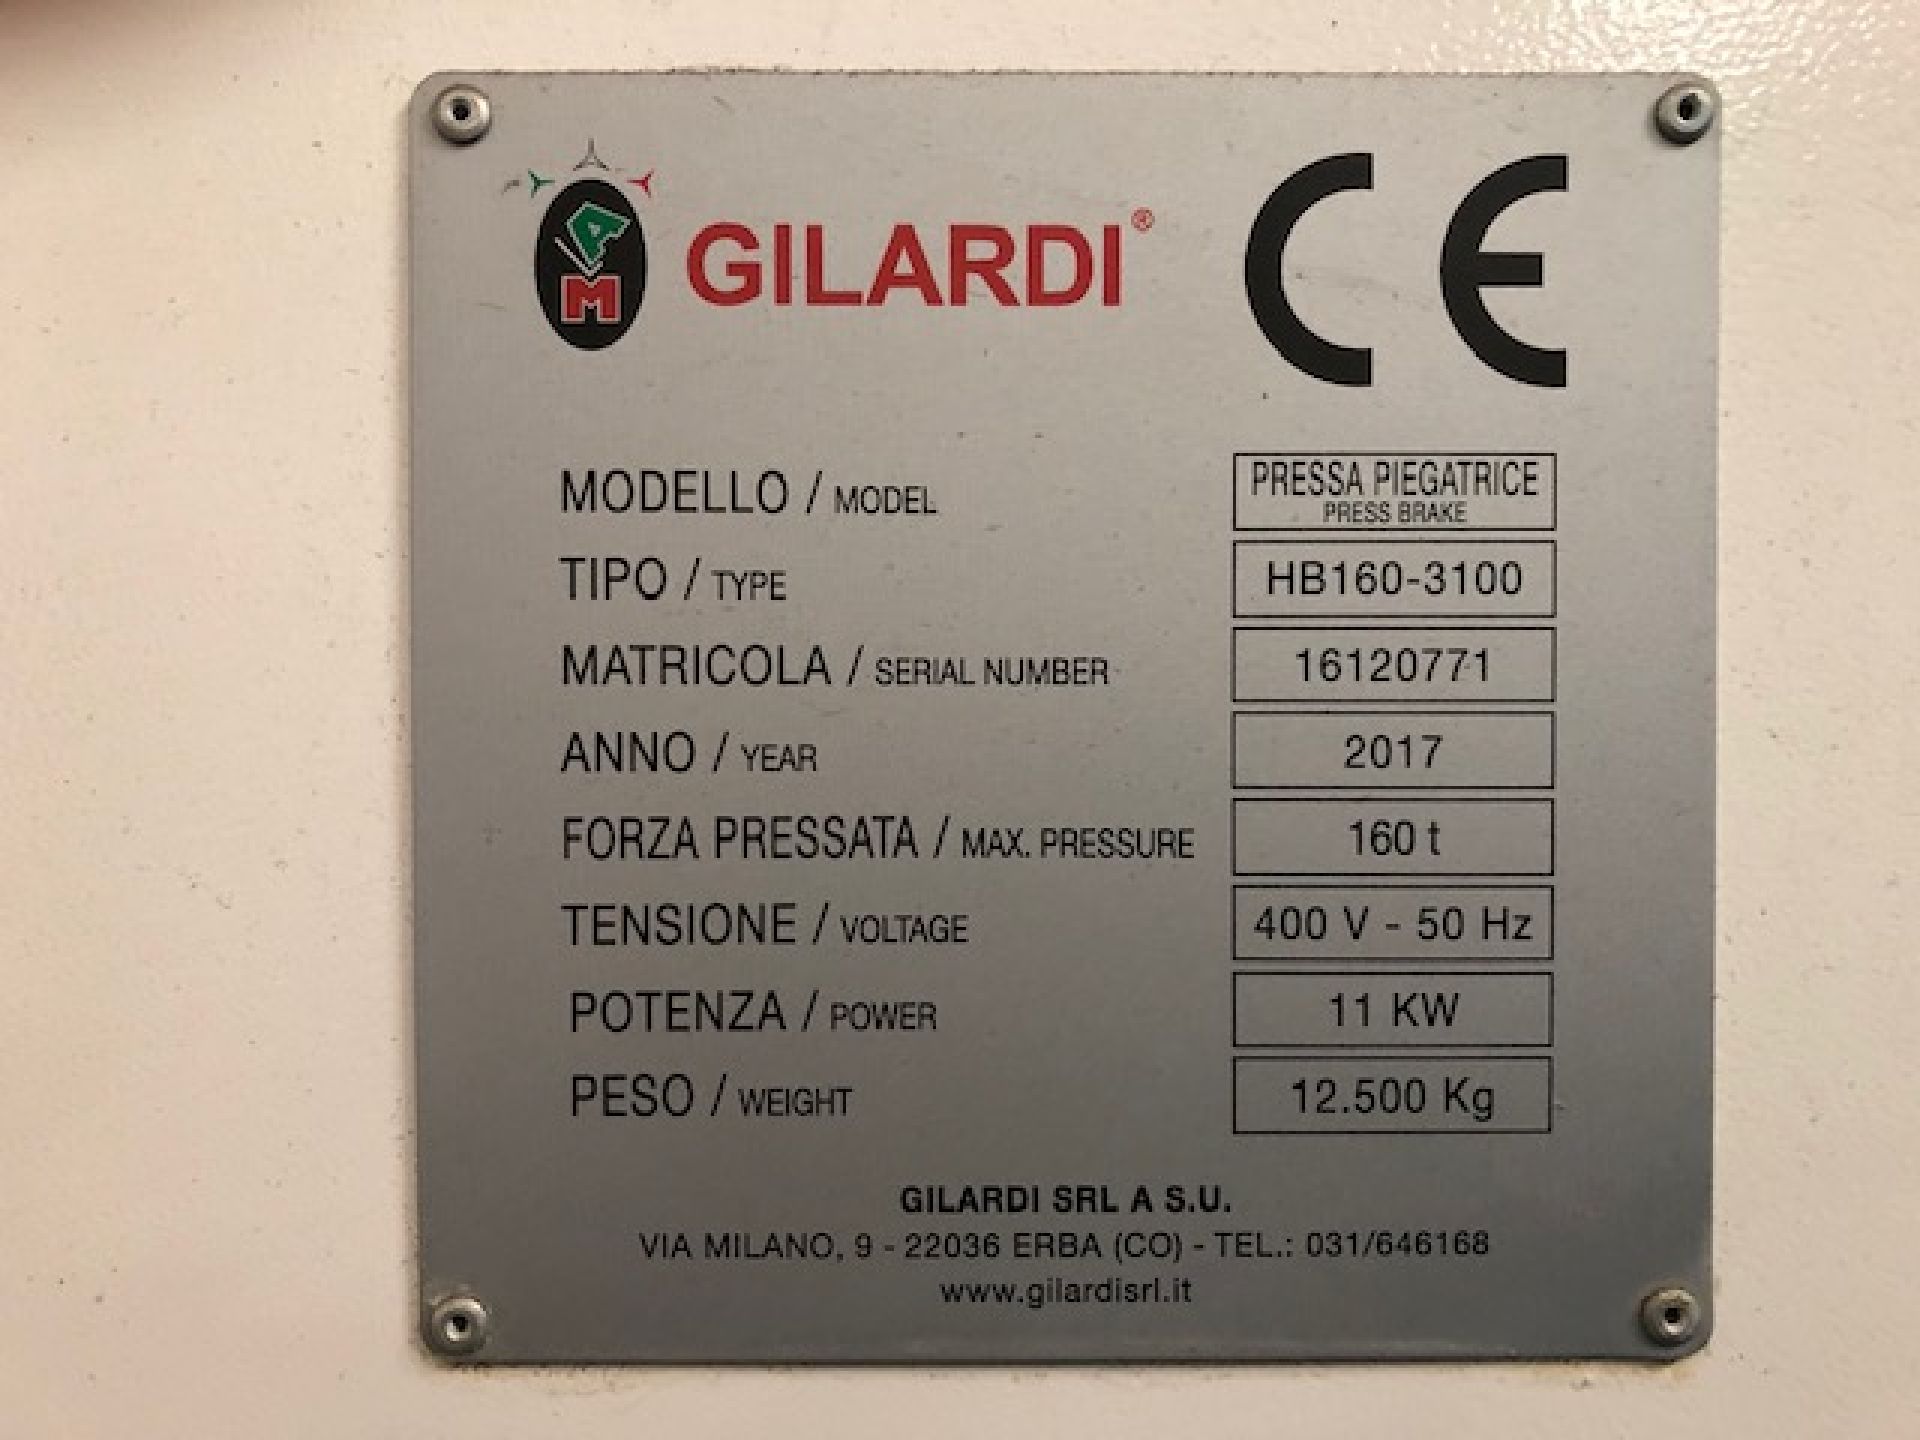 AM GILARDI® CE
MODELLO / MODEL PRESSA PIEGATRICE
PRESS BRAKE
TIPO / TYPE HB160-3100
MATRICOLA / SERIAL NUMBER 16120771
ANNO / YEAR 2017
FORZA PRESSATA / MAX. PRESSURE 160 t
TENSIONE / VOLTAGE 400 V - 50 Hz
POTENZA / POWER 11 KW
PESO / WEIGHT 12.500 Kg
GILARDI SRL A S.U.
VIA MILANO, 9 - 22036 ERBA (CO) - TEL.: 031/646168
www.gilardisrl.it